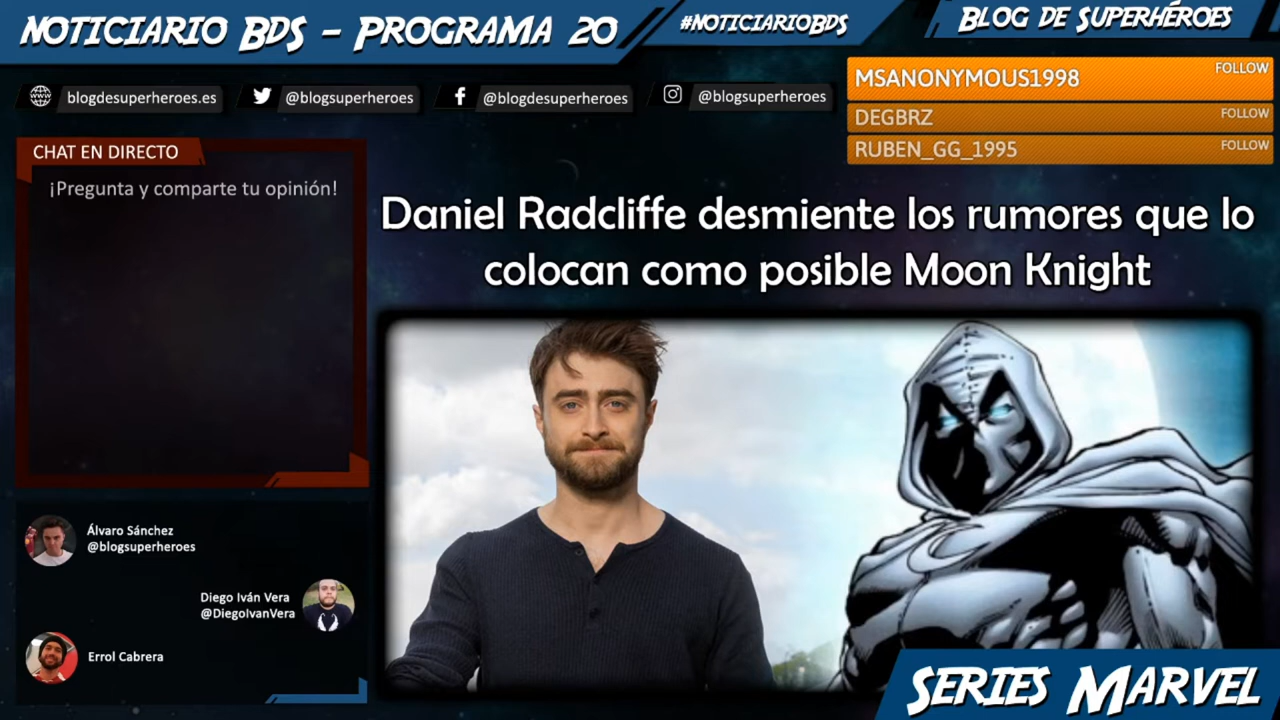 NOTICIARIO BDS - PROGRAMA 20
#NOTICIARIOBDS
BLOG DE SUPERHÉROES
www
blogdesuperheroes.es
@blogsuperheroes
@blogdesuperheroes
@blogsuperheroes
MSANONYMOUS1998
FOLLOW
DEGBRZ
FOLLOW
RUBEN_GG_1995
FOLLOW
CHAT EN DIRECTO
¡Pregunta y comparte tu opinión!
Daniel Radcliffe desmiente los rumores que lo
colocan como posible Moon Knight
Álvaro Sánchez
@blogsuperheroes
Diego Iván Vera
@DiegoIvanVera
Errol Cabrera
SERIES MARVEL